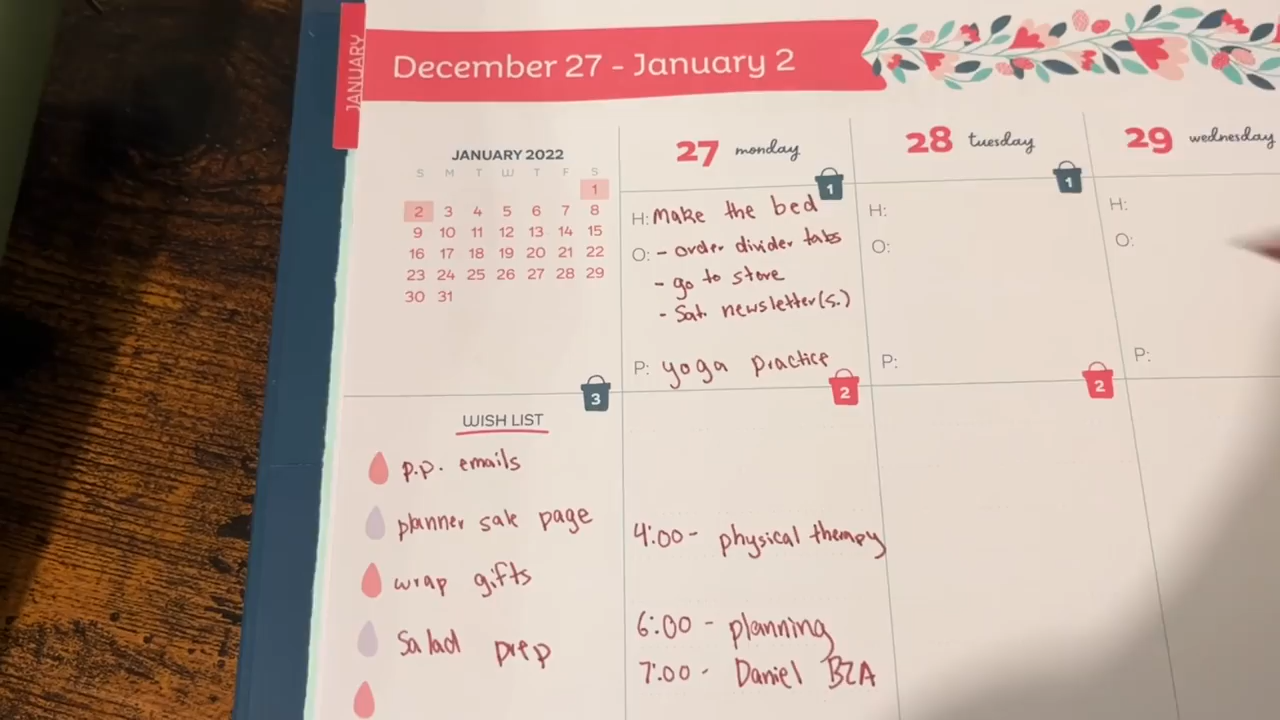 JANUARY
December 27 - January 2
JANUARY 2022
S M T W T F S
1
2 3 4 5 6 7 8
9 10 11 12 13 14 15
16 17 18 19 20 21 22
23 24 25 26 27 28 29
30 31
3
WISH LIST
p.p. emails
planner sale page
wrap gifts
Salad prep
27 monday
1
H: Make the bed
O: - order divider tabs
- go to store
- Sat. newsletter(s.)
P: yoga practice
2
4:00 - physical therapy
6:00 - planning
7:00 - Daniel BZA
28 tuesday
1
H:
O:
P:
2
29 wednesday
H:
O:
P: